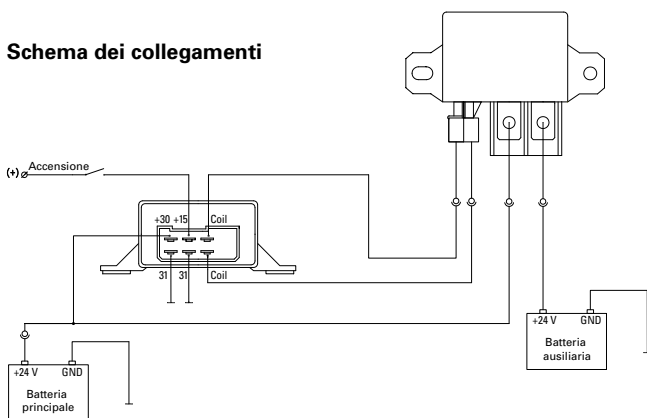 Schema dei collegamenti
(+) Accensione
+30 +15 Coil
31 31 Coil
+24 V GND
Batteria
ausiliaria
+24 V GND
Batteria
principale